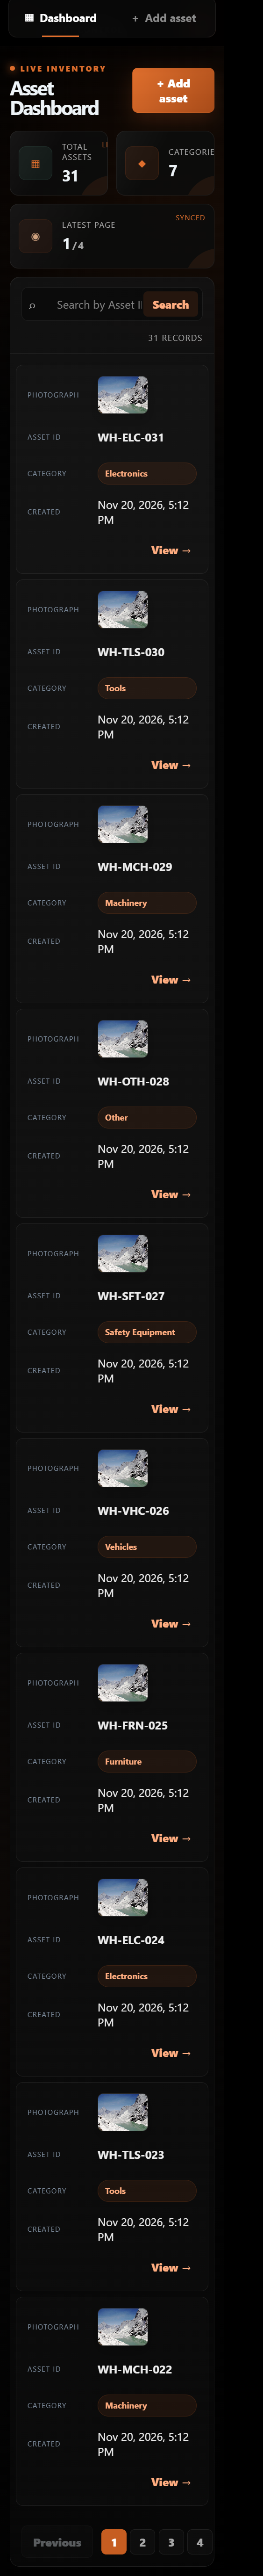 Dashboard
+ Add asset
LIVE INVENTORY
Asset
Dashboard
+ Add
asset
TOTAL
ASSETS
31
CATEGORIE
7
LATEST PAGE
1/4
SYNCED
Search by Asset I
Search
31 RECORDS
PHOTOGRAPH
ASSET ID
WH-ELC-031
CATEGORY
Electronics
CREATED
Nov 20, 2026, 5:12
PM
View →
PHOTOGRAPH
ASSET ID
WH-TLS-030
CATEGORY
Tools
CREATED
Nov 20, 2026, 5:12
PM
View →
PHOTOGRAPH
ASSET ID
WH-MCH-029
CATEGORY
Machinery
CREATED
Nov 20, 2026, 5:12
PM
View →
PHOTOGRAPH
ASSET ID
WH-OTH-028
CATEGORY
Other
CREATED
Nov 20, 2026, 5:12
PM
View →
PHOTOGRAPH
ASSET ID
WH-SFT-027
CATEGORY
Safety Equipment
CREATED
Nov 20, 2026, 5:12
PM
View →
PHOTOGRAPH
ASSET ID
WH-VHC-026
CATEGORY
Vehicles
CREATED
Nov 20, 2026, 5:12
PM
View →
PHOTOGRAPH
ASSET ID
WH-FRN-025
CATEGORY
Furniture
CREATED
Nov 20, 2026, 5:12
PM
View →
PHOTOGRAPH
ASSET ID
WH-ELC-024
CATEGORY
Electronics
CREATED
Nov 20, 2026, 5:12
PM
View →
PHOTOGRAPH
ASSET ID
WH-TLS-023
CATEGORY
Tools
CREATED
Nov 20, 2026, 5:12
PM
View →
PHOTOGRAPH
ASSET ID
WH-MCH-022
CATEGORY
Machinery
CREATED
Nov 20, 2026, 5:12
PM
View →
Previous
1
2
3
4